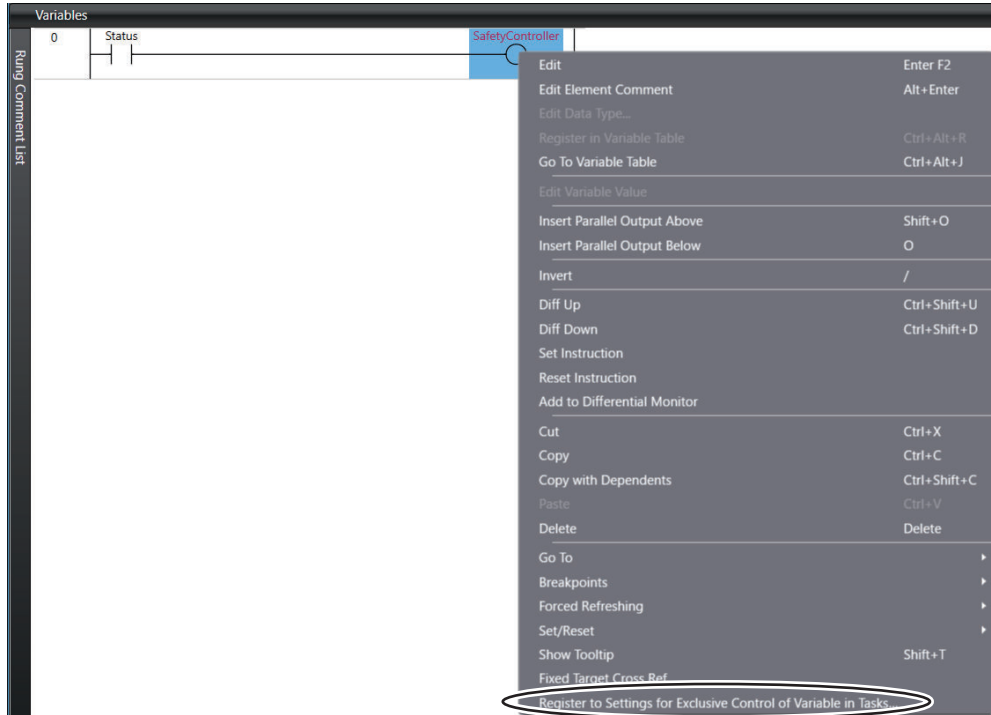 Variables
Rung Comment List
0
Status
SafetyController
Edit Enter F2
Edit Element Comment Alt+Enter
Edit Data Type...
Register in Variable Table Ctrl+Alt+R
Go To Variable Table Ctrl+Alt+J
Edit Variable Value
Insert Parallel Output Above Shift+O
Insert Parallel Output Below O
Invert /
Diff Up Ctrl+Shift+U
Diff Down Ctrl+Shift+D
Set Instruction
Reset Instruction
Add to Differential Monitor
Cut Ctrl+X
Copy Ctrl+C
Copy with Dependents Ctrl+Shift+C
Paste Ctrl+V
Delete Delete
Go To
Breakpoints
Forced Refreshing
Set/Reset
Show Tooltip Shift+T
Fixed Target Cross Ref
Register to Settings for Exclusive Control of Variable in Tasks...